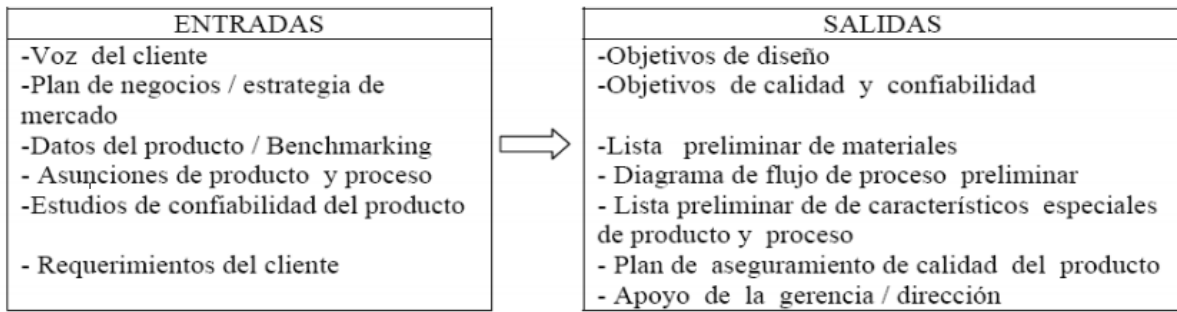 ENTRADAS
-Voz del cliente
-Plan de negocios / estrategia de
mercado
-Datos del producto / Benchmarking
- Asunciones de producto y proceso
-Estudios de confiabilidad del producto
- Requerimientos del cliente
SALIDAS
-Objetivos de diseño
-Objetivos de calidad y confiabilidad
-Lista preliminar de materiales
- Diagrama de flujo de proceso preliminar
- Lista preliminar de de característicos especiales
de producto y proceso
- Plan de aseguramiento de calidad del producto
- Apoyo de la gerencia / dirección